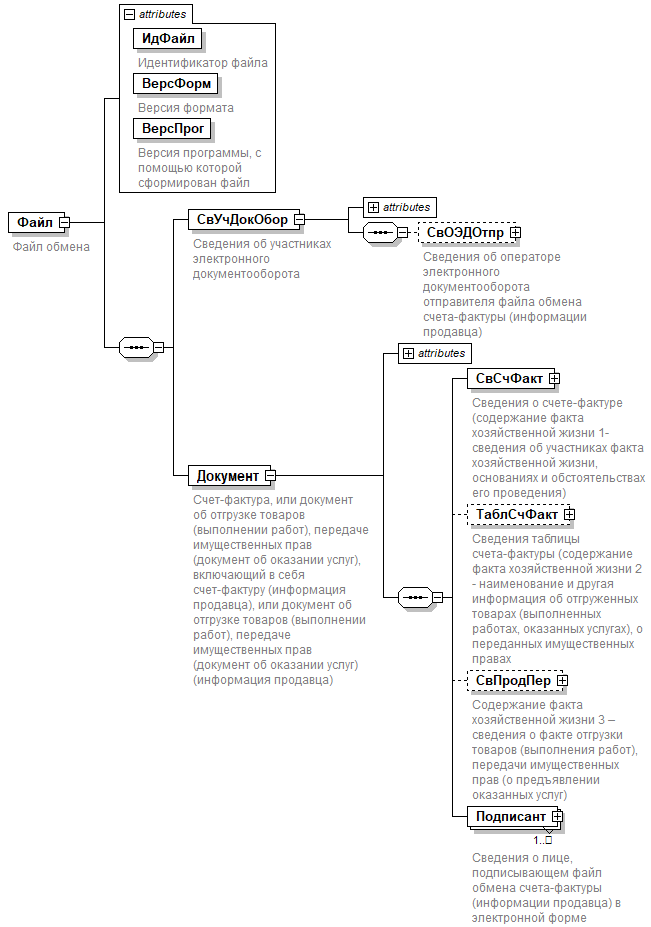 attributes
ИдФайл
Идентификатор файла
ВерсФорм
Версия формата
ВерсПрог
Версия программы, с
помощью которой
сформирован файл
Файл
Файл обмена
СвУчДокОбор
Сведения об участниках
электронного
документооборота
attributes
СвОЭДОтпр
Сведения об операторе
электронного
документооборота
отправителя файла обмена
счета-фактуры (информации
продавца)
attributes
СвСчФакт
Сведения о счете-фактуре
(содержание факта
хозяйственной жизни 1-
сведения об участниках факта
хозяйственной жизни,
основаниях и обстоятельствах
его проведения)
Документ
Счет-фактура, или документ
об отгрузке товаров
(выполнении работ), передаче
имущественных прав
(документ об оказании услуг),
включающий в себя
счет-фактуру (информация
продавца), или документ об
отгрузке товаров (выполнении
работ), передаче
имущественных прав
(документ об оказании услуг)
(информация продавца)
ТаблСчФакт
Сведения таблицы
счета-фактуры (содержание
факта хозяйственной жизни 2
- наименование и другая
информация об отгруженных
товарах (выполненных
работах, оказанных услугах), о
переданных имущественных
правах
СвПродПер
Содержание факта
хозяйственной жизни 3 –
сведения о факте отгрузки
товаров (выполнения работ),
передачи имущественных
прав (о предъявлении
оказанных услуг)
Подписант
1..□
Сведения о лице,
подписывающем файл
обмена счета-фактуры
(информации продавца) в
электронной форме